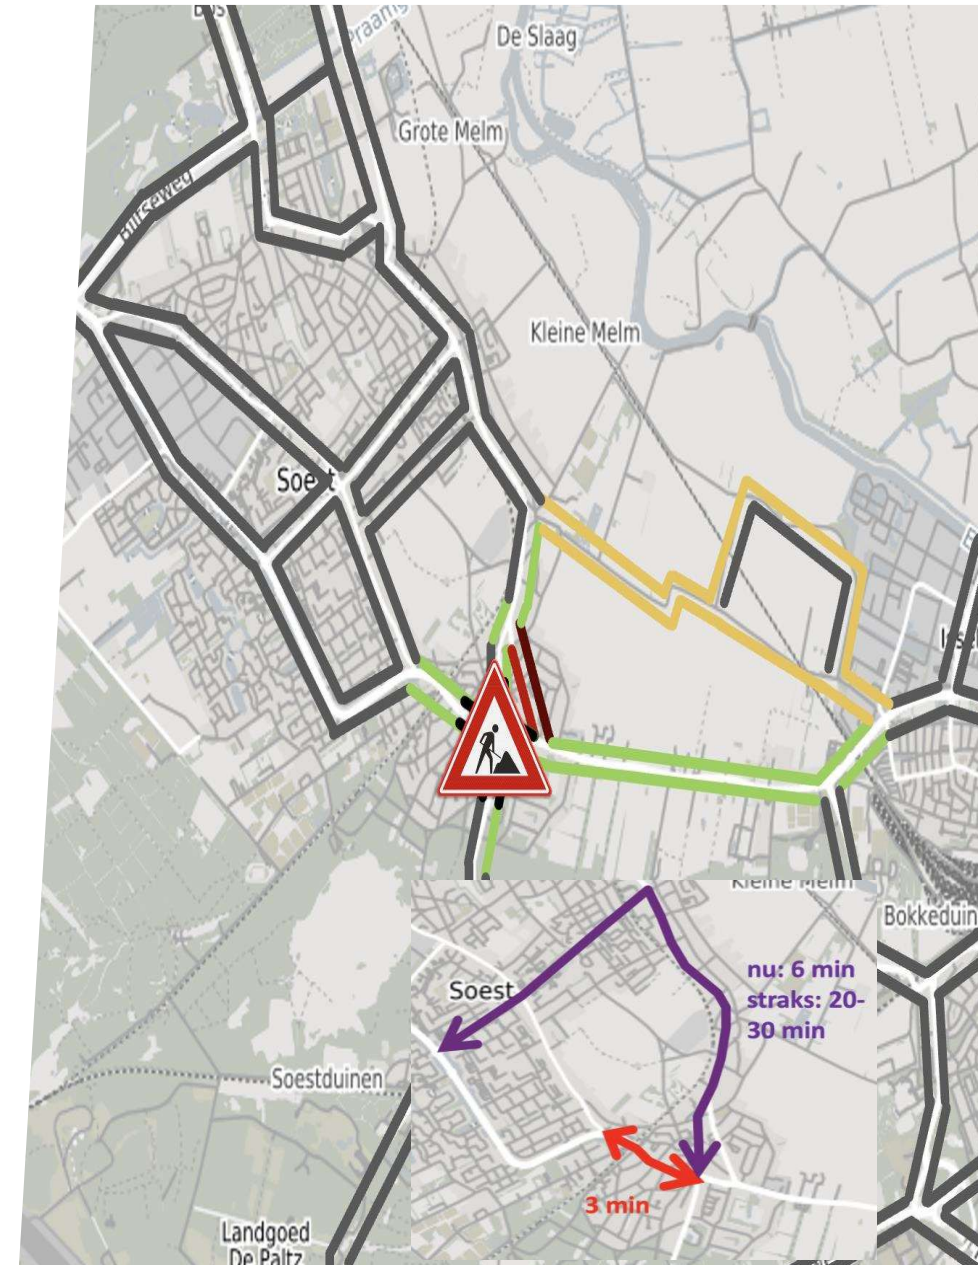 De Slaag
Grote Melm
Kleine Melm
Soest
Bokkeduin
nu: 6 min
straks: 20-
30 min
Soest
Soestduinen
3 min
Landgoed
De Paltz